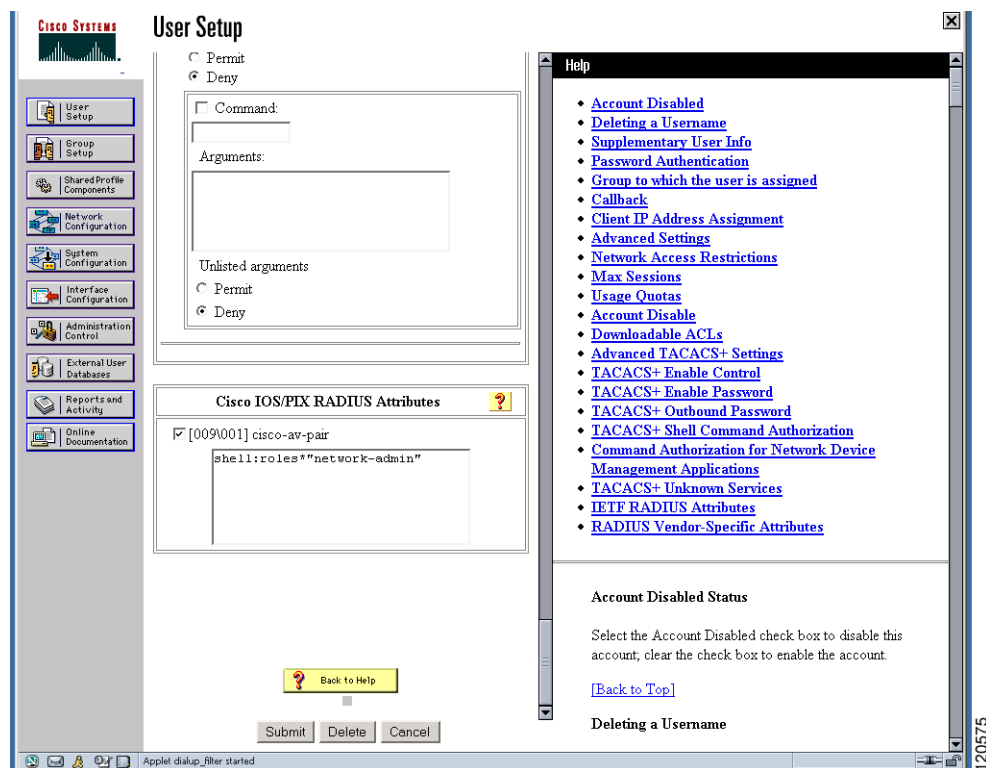 CISCO SYSTEMS
User Setup
Permit
Deny
Command:
Arguments:
Unlisted arguments
Permit
Deny
Cisco IOS/PIX RADIUS Attributes
?
[009\001] cisco-av-pair
shell:roles*"network-admin"
? Back to Help
Submit Delete Cancel
User
Setup
Group
Setup
Shared Profile
Components
Network
Configuration
System
Configuration
Interface
Configuration
Administration
Control
External User
Databases
Reports and
Activity
Online
Documentation
Help
Account Disabled
Deleting a Username
Supplementary User Info
Password Authentication
Group to which the user is assigned
Callback
Client IP Address Assignment
Advanced Settings
Network Access Restrictions
Max Sessions
Usage Quotas
Account Disable
Downloadable ACLs
Advanced TACACS+ Settings
TACACS+ Enable Control
TACACS+ Enable Password
TACACS+ Outbound Password
TACACS+ Shell Command Authorization
Command Authorization for Network Device
Management Applications
TACACS+ Unknown Services
IETF RADIUS Attributes
RADIUS Vendor-Specific Attributes
Account Disabled Status
Select the Account Disabled check box to disable this
account; clear the check box to enable the account.
[Back to Top]
Deleting a Username
Applet dialup_filter started
120575